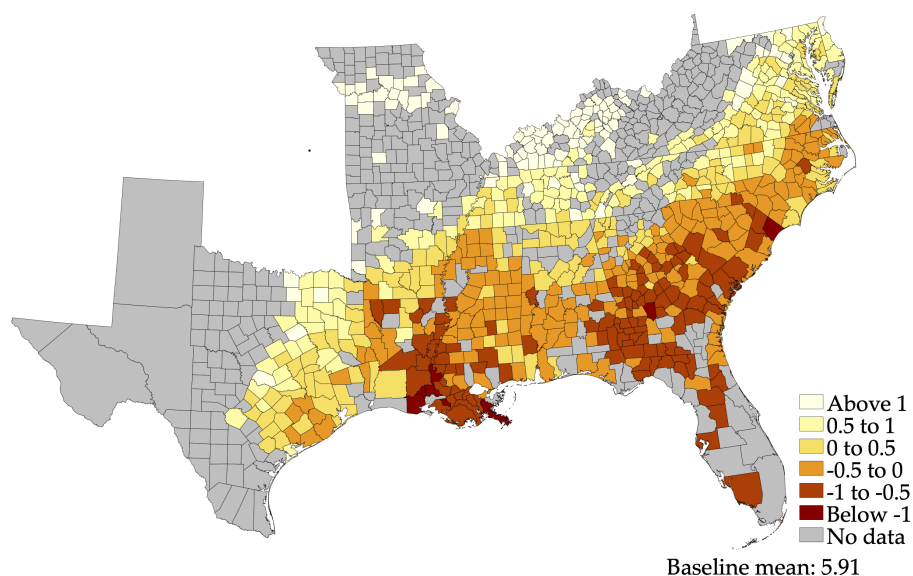 Above 1
0.5 to 1
0 to 0.5
-0.5 to 0
-1 to -0.5
Below -1
No data
Baseline mean: 5.91